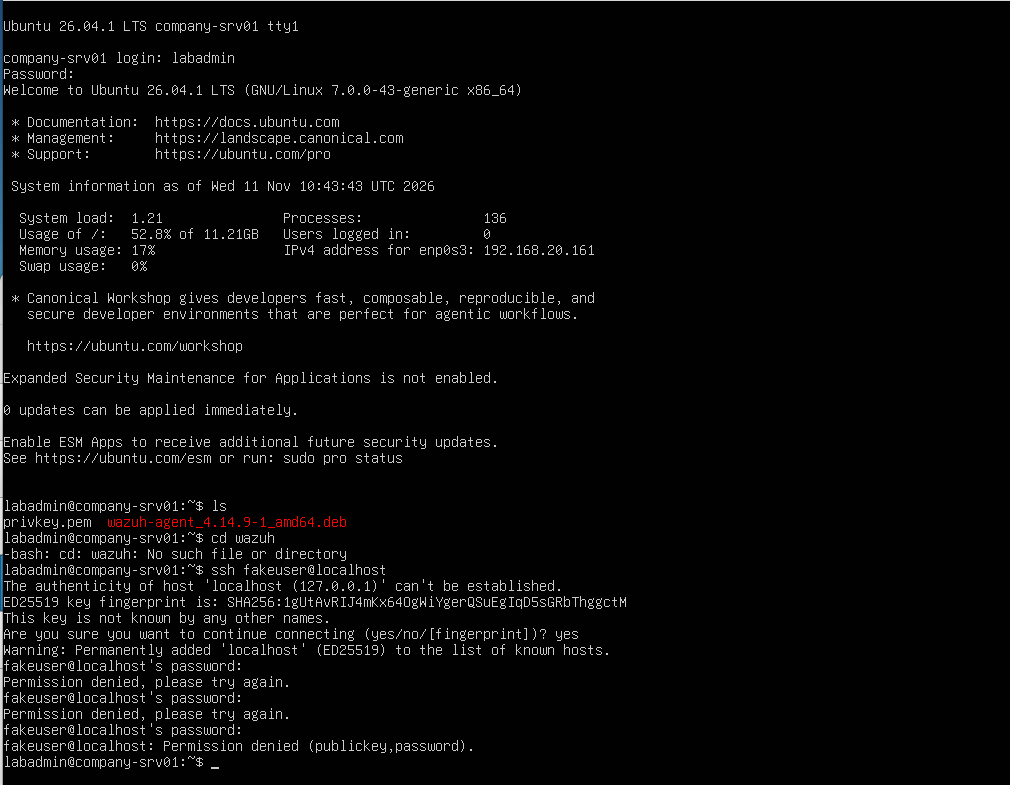 Ubuntu 26.04.1 LTS company-srv01 tty1
company-srv01 login: labadmin
Password:
Welcome to Ubuntu 26.04.1 LTS (GNU/Linux 7.0.0-43-generic x86_64)
* Documentation:  https://docs.ubuntu.com
* Management:     https://landscape.canonical.com
* Support:        https://ubuntu.com/pro
System information as of Wed 11 Nov 10:43:43 UTC 2026
System load:  1.21               Processes:               136
Usage of /:   52.8% of 11.21GB   Users logged in:         0
Memory usage: 17%                IPv4 address for enp0s3: 192.168.20.161
Swap usage:   0%
* Canonical Workshop gives developers fast, composable, reproducible, and
secure developer environments that are perfect for agentic workflows.
https://ubuntu.com/workshop
Expanded Security Maintenance for Applications is not enabled.
0 updates can be applied immediately.
Enable ESM Apps to receive additional future security updates.
See https://ubuntu.com/esm or run: sudo pro status
labadmin@company-srv01:~$ ls
privkey.pem  wazuh-agent_4.14.9-1_amd64.deb
labadmin@company-srv01:~$ cd wazuh
-bash: cd: wazuh: No such file or directory
labadmin@company-srv01:~$ ssh fakeuser@localhost
The authenticity of host 'localhost (127.0.0.1)' can't be established.
ED25519 key fingerprint is: SHA256:1gUtAvRIJ4mKx64OgWiYgerQSuEgIqD5sGRbThggctM
This key is not known by any other names.
Are you sure you want to continue connecting (yes/no/[fingerprint])? yes
Warning: Permanently added 'localhost' (ED25519) to the list of known hosts.
fakeuser@localhost's password:
Permission denied, please try again.
fakeuser@localhost's password:
Permission denied, please try again.
fakeuser@localhost's password:
fakeuser@localhost: Permission denied (publickey,password).
labadmin@company-srv01:~$ _